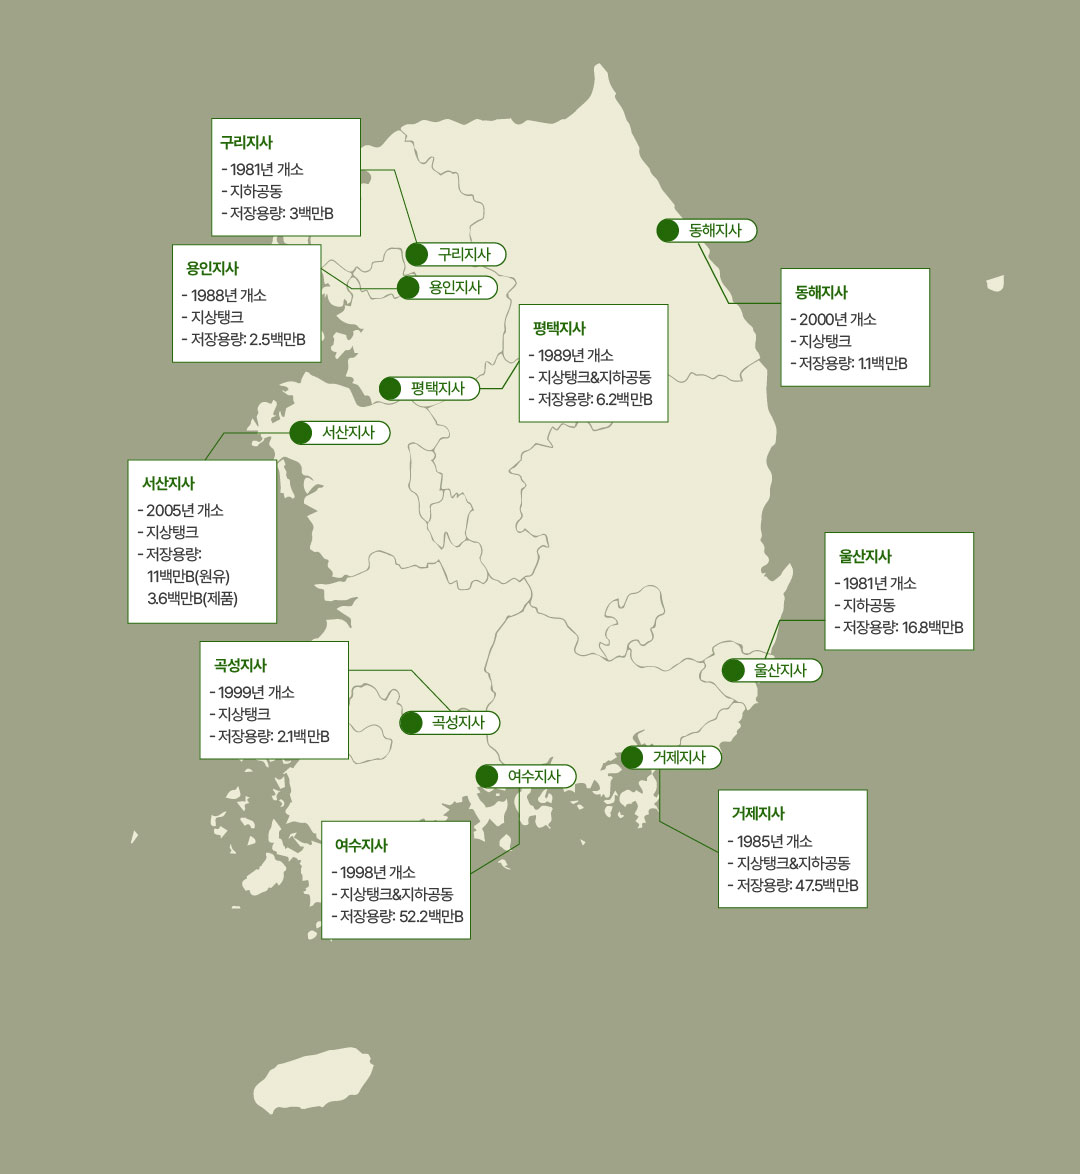 구리지사
- 1981년 개소
- 지하공동
- 저장용량: 3백만B
동해지사
구리지사
용인지사
- 1988년 개소
- 지상탱크
- 저장용량: 2.5백만B
용인지사
동해지사
- 2000년 개소
- 지상탱크
- 저장용량: 1.1백만B
평택지사
- 1989년 개소
- 지상탱크&지하공동
- 저장용량: 6.2백만B
평택지사
서산지사
서산지사
- 2005년 개소
- 지상탱크
- 저장용량:
11백만B(원유)
3.6백만B(제품)
울산지사
- 1981년 개소
- 지하공동
- 저장용량: 16.8백만B
울산지사
곡성지사
- 1999년 개소
- 지상탱크
- 저장용량: 2.1백만B
곡성지사
거제지사
여수지사
거제지사
- 1985년 개소
- 지상탱크&지하공동
- 저장용량: 47.5백만B
여수지사
- 1998년 개소
- 지상탱크&지하공동
- 저장용량: 52.2백만B